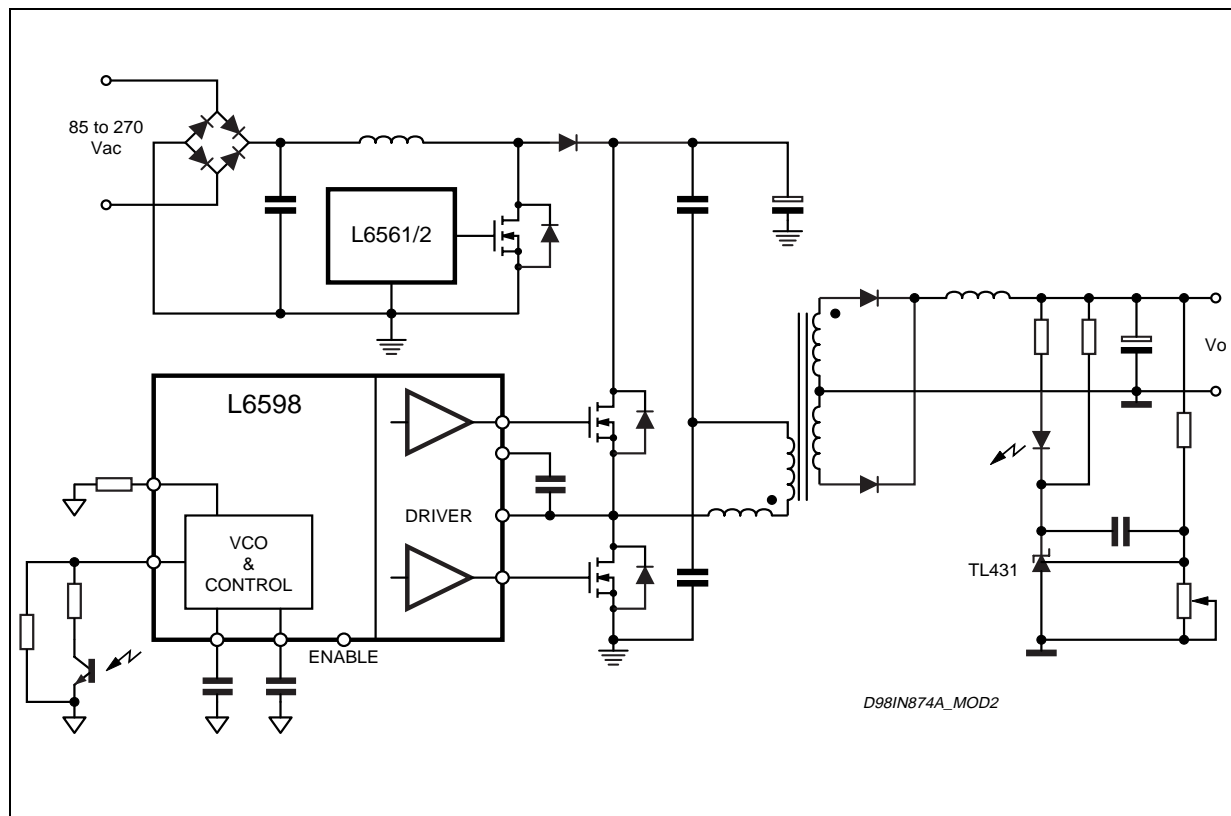 85 to 270
Vac
L6561/2
Vo
L6598
DRIVER
VCO
&
CONTROL
TL431
ENABLE
D98IN874A_MOD2